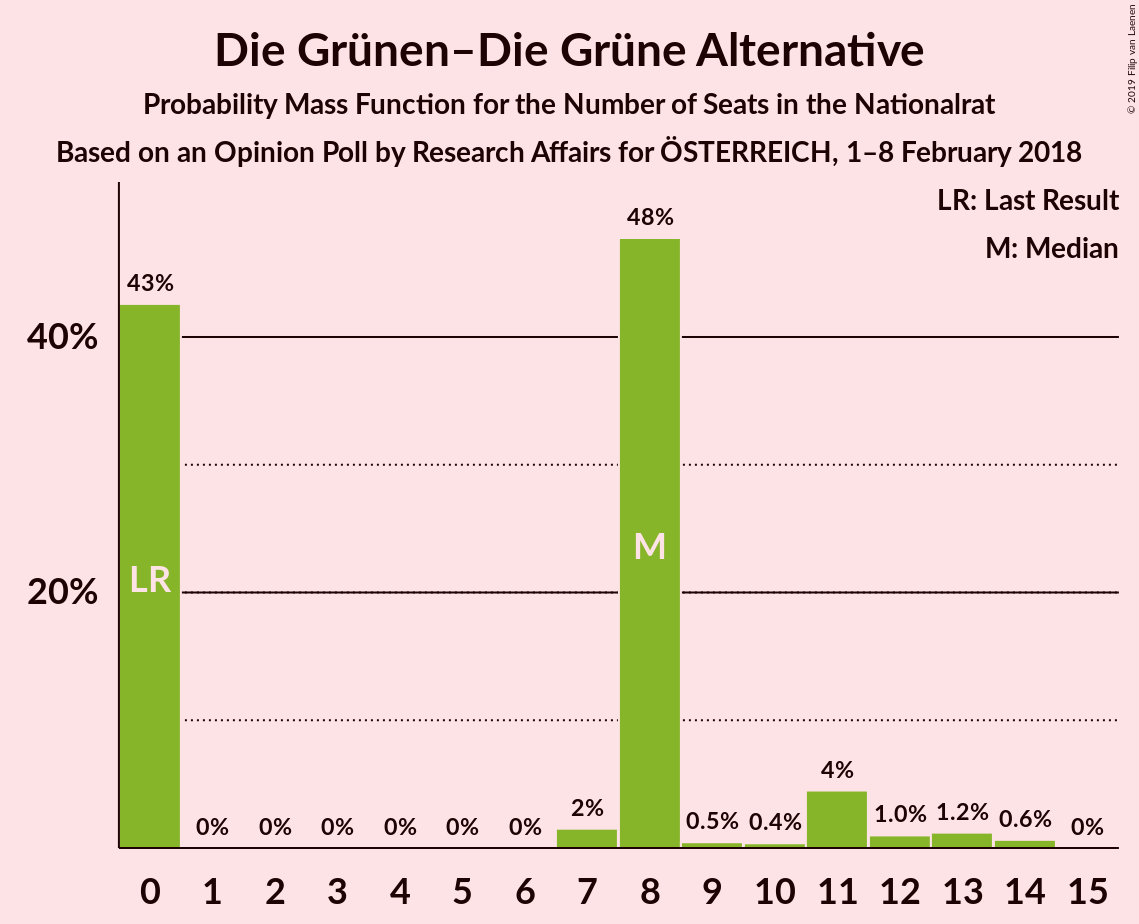 Die Grünen–Die Grüne Alternative
Probability Mass Function for the Number of Seats in the Nationalrat
Based on an Opinion Poll by Research Affairs for ÖSTERREICH, 1–8 February 2018
© 2019 Filip van Laenen
LR: Last Result
M: Median
48%
43%
40%
M
LR
20%
4%
2%
0% 0% 0% 0% 0% 0% 0.5% 0.4% 1.0% 1.2% 0.6% 0%
0 1 2 3 4 5 6 7 8 9 10 11 12 13 14 15